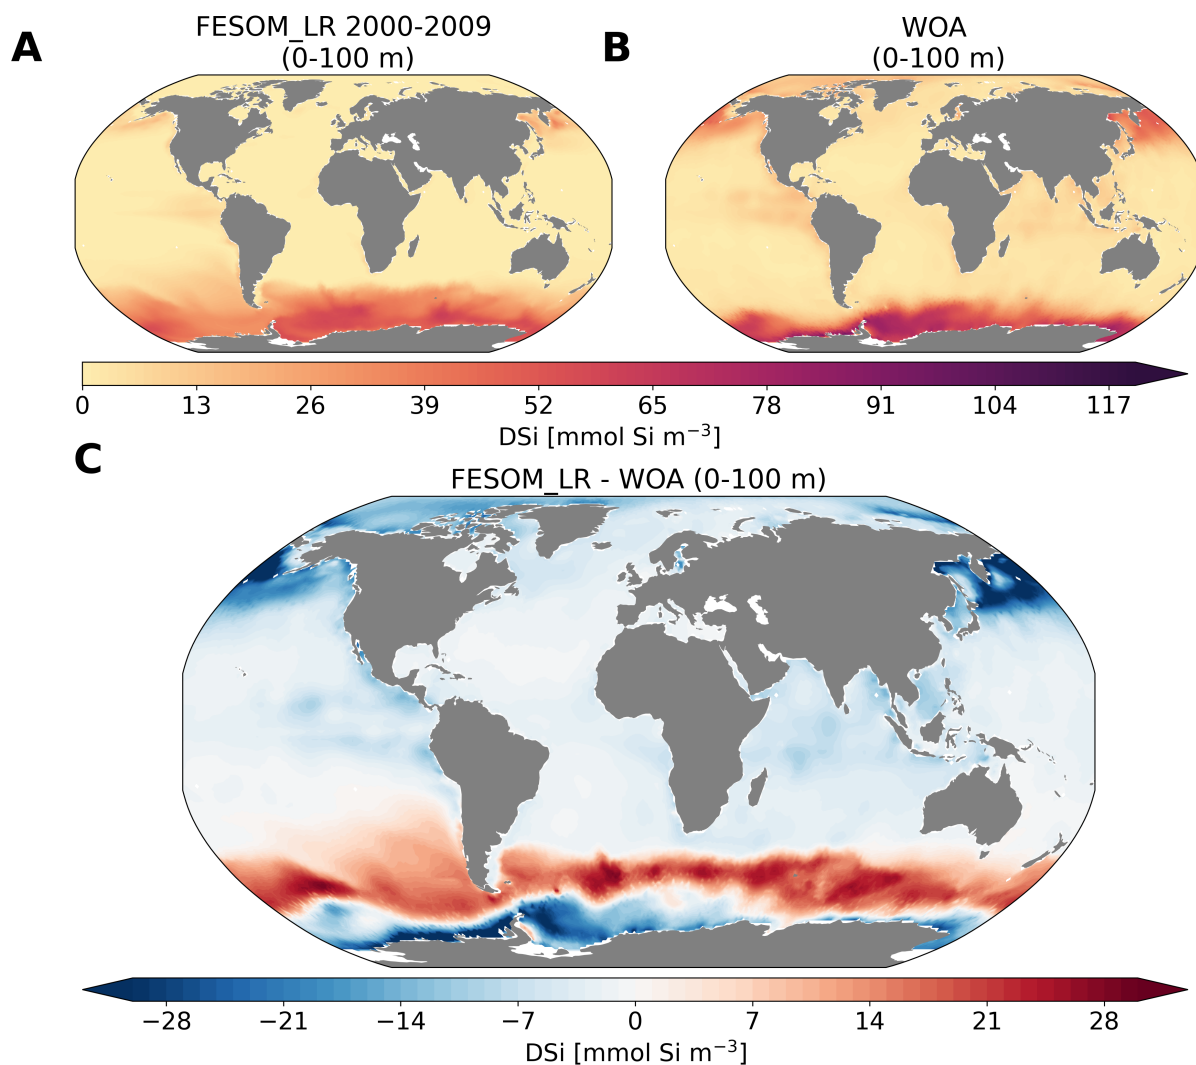 A
FESOM_LR 2000-2009
(0-100 m)
B
WOA
(0-100 m)
0 13 26 39 52 65 78 91 104 117
DSi [mmol Si m⁻³]
C
FESOM_LR - WOA (0-100 m)
−28 −21 −14 −7 0 7 14 21 28
DSi [mmol Si m⁻³]